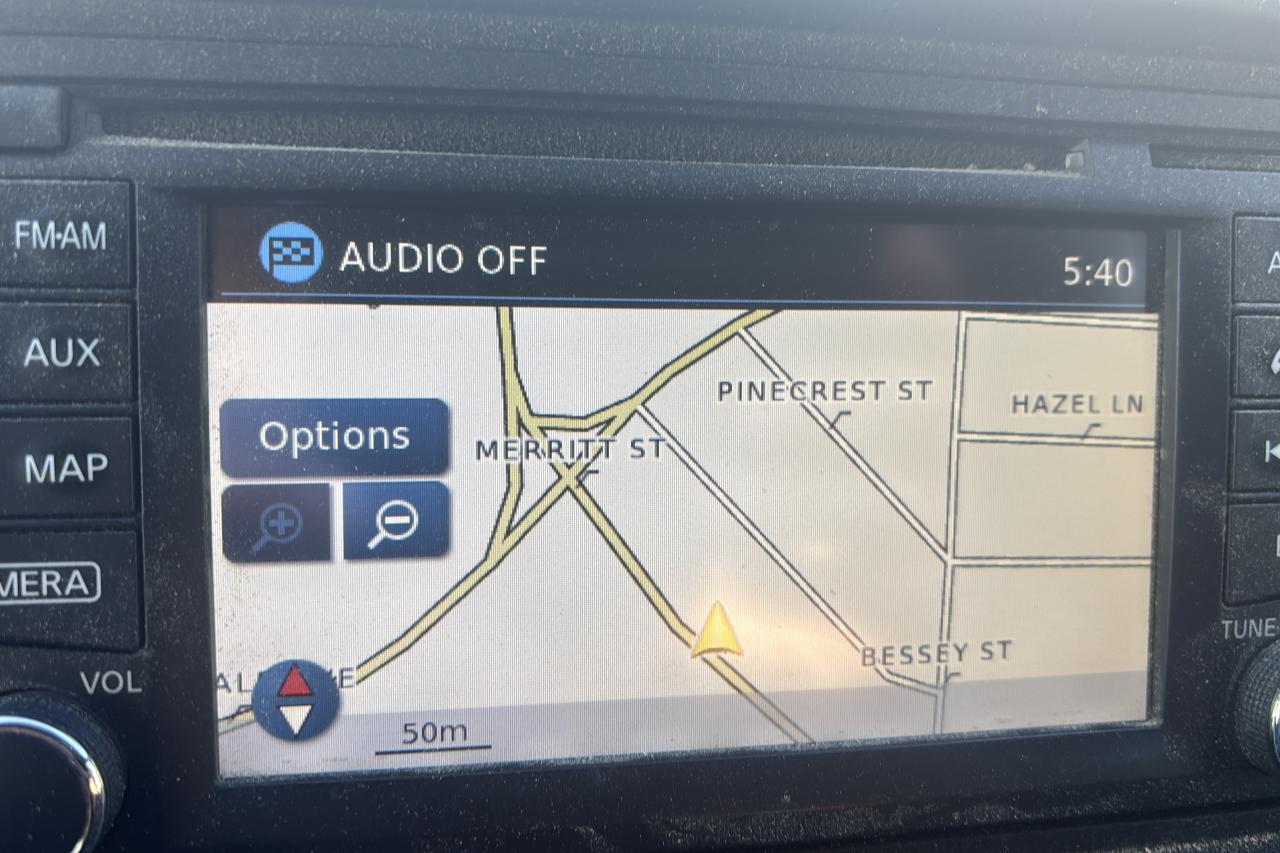 FM·AM
AUX
MAP
MERA
VOL
AUDIO OFF
5:40
Options
MERRITT ST
PINECREST ST
HAZEL LN
BESSEY ST
50m
TUNE